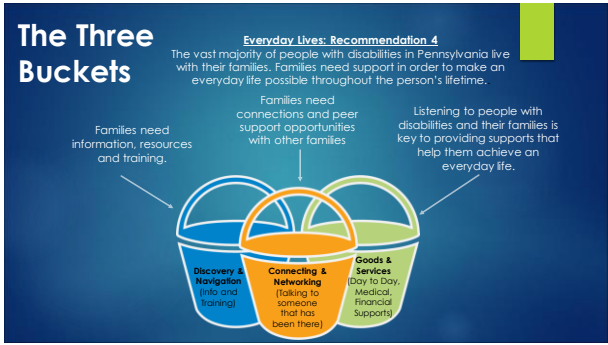 The Three
Buckets
Everyday Lives: Recommendation 4
The vast majority of people with disabilities in Pennsylvania live
with their families. Families need support in order to make an
everyday life possible throughout the person's lifetime.
Families need
information, resources
and training.
Families need
connections and peer
support opportunities
with other families
Listening to people with
disabilities and their families is
key to providing supports that
help them achieve an
everyday life.
Discovery &
Navigation
(Info and
Training)
Connecting &
Networking
(Talking to
someone
that has
been there)
Goods &
Services
(Day to Day,
Medical,
Financial
Supports)